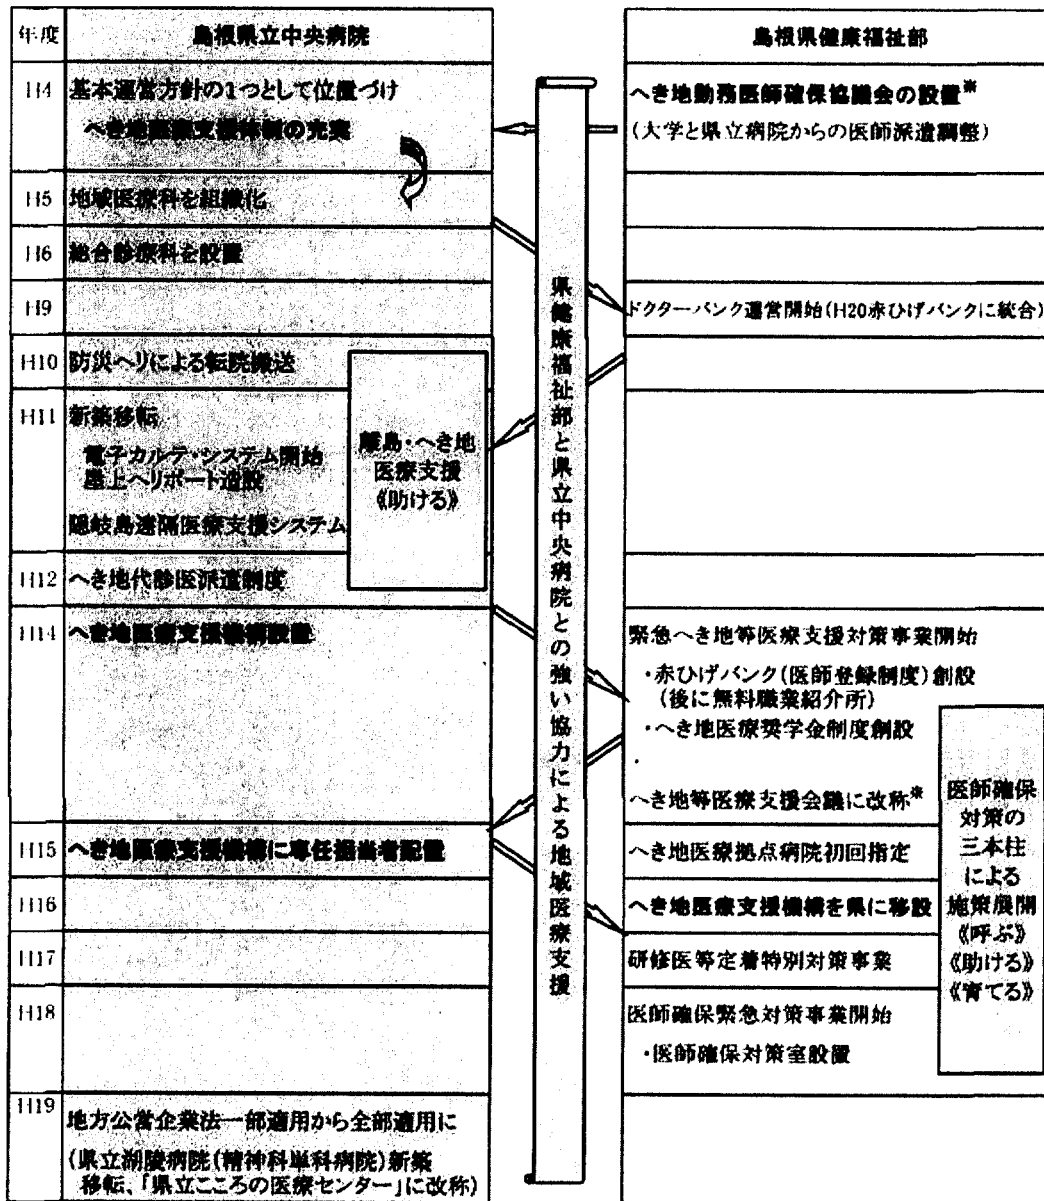 年度 島根県立中央病院 島根県健康福祉部
H4 基本運営方針の1つとして位置づけ
へき地医療支援体制の充実
へき地勤務医師確保協議会の設置※
(大学と県立病院からの医師派遣調整)
H5 地域医療科を組織化
H6 総合診療科を設置
H9 ドクターバンク運営開始(H20赤ひげバンクに統合)
H10 防災ヘリによる転院搬送
H11 新築移転
電子カルテ・システム開始
屋上ヘリポート造設
隠岐島遠隔医療支援システム
離島・へき地
医療支援
《助ける》
H12 へき地代診医派遣制度
H14 へき地医療支援機構設置
緊急へき地等医療支援対策事業開始
・赤ひげバンク(医師登録制度)創設
(後に無料職業紹介所)
・へき地医療奨学金制度創設
・
へき地等医療支援会議に改称※
H15 へき地医療支援機構に専任担当者配置 へき地医療拠点病院初回指定
H16 へき地医療支援機構を県に移設
H17 研修医等定着特別対策事業
H18 医師確保緊急対策事業開始
・医師確保対策室設置
医師確保
対策の
三本柱
による
施策展開
《呼ぶ》
《助ける》
《育てる》
H19 地方公営企業法一部適用から全部適用に
(県立湖陵病院(精神科単科病院)新築
移転、「県立こころの医療センター」に改称)
県健康福祉部と県立中央病院との強い協力による地域医療支援